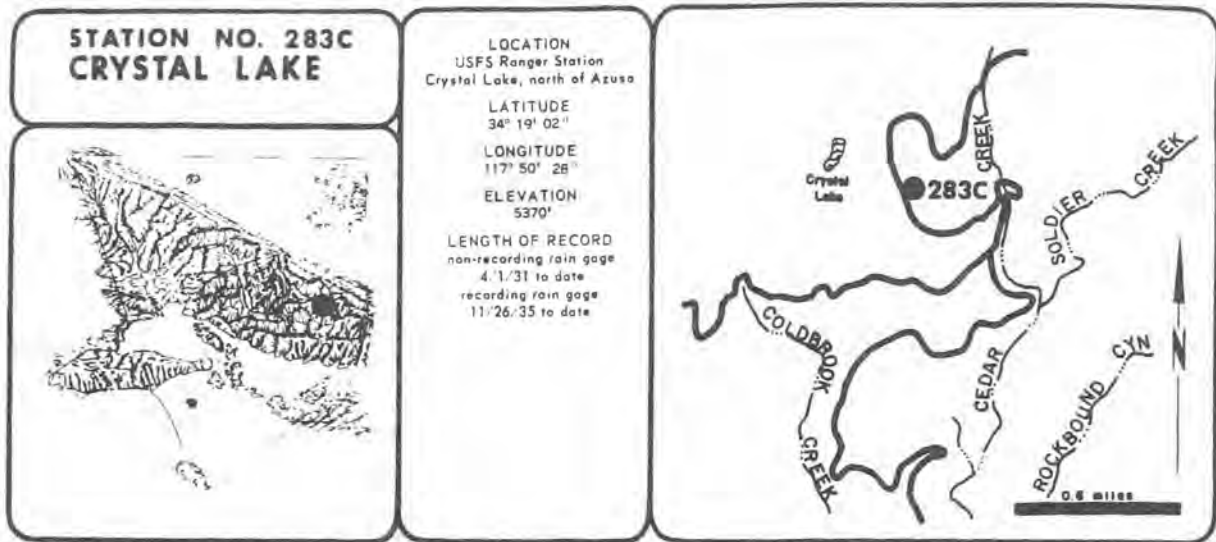 STATION NO. 283C
CRYSTAL LAKE
LOCATION
USFS Ranger Station
Crystal Lake, north of Azusa
LATITUDE
34° 19' 02"
LONGITUDE
117° 50' 28"
ELEVATION
5370'
LENGTH OF RECORD
non-recording rain gage
4/1/31 to date
recording rain gage
11/26/35 to date
Crystal
Lake
283C
CREEK
SOLDIER CREEK
COLDBROOK CREEK
CEDAR
ROCKBOUND CYN
N
0.6 miles